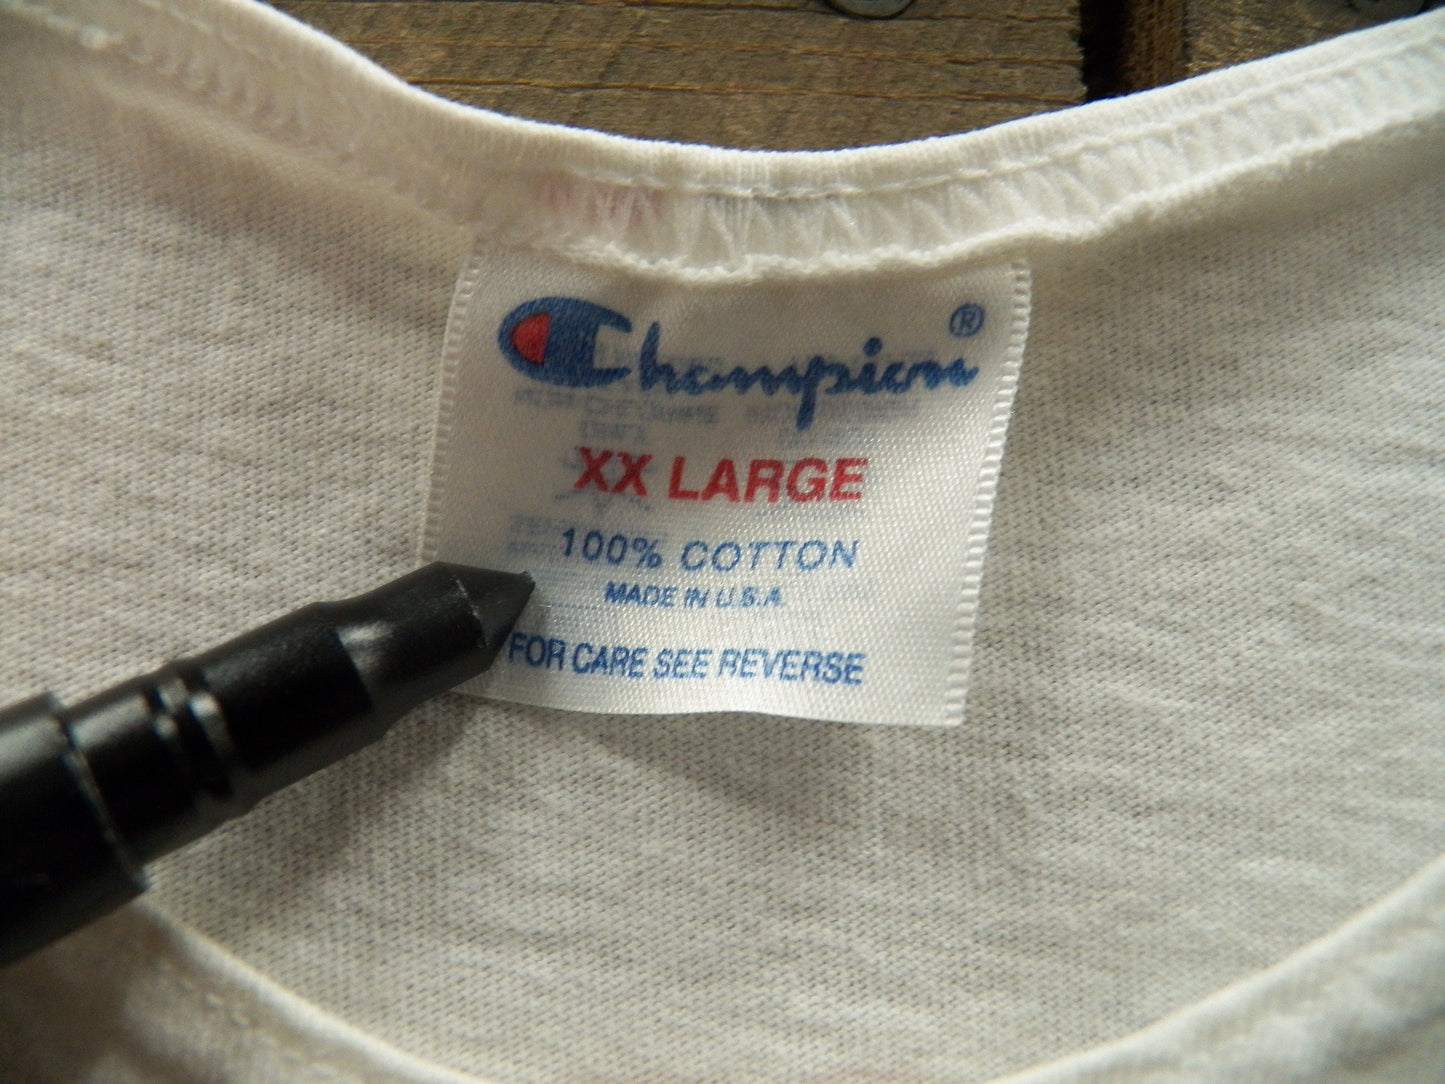 Champion®
XX LARGE
100% COTTON
MADE IN U.S.A.
FOR CARE SEE REVERSE